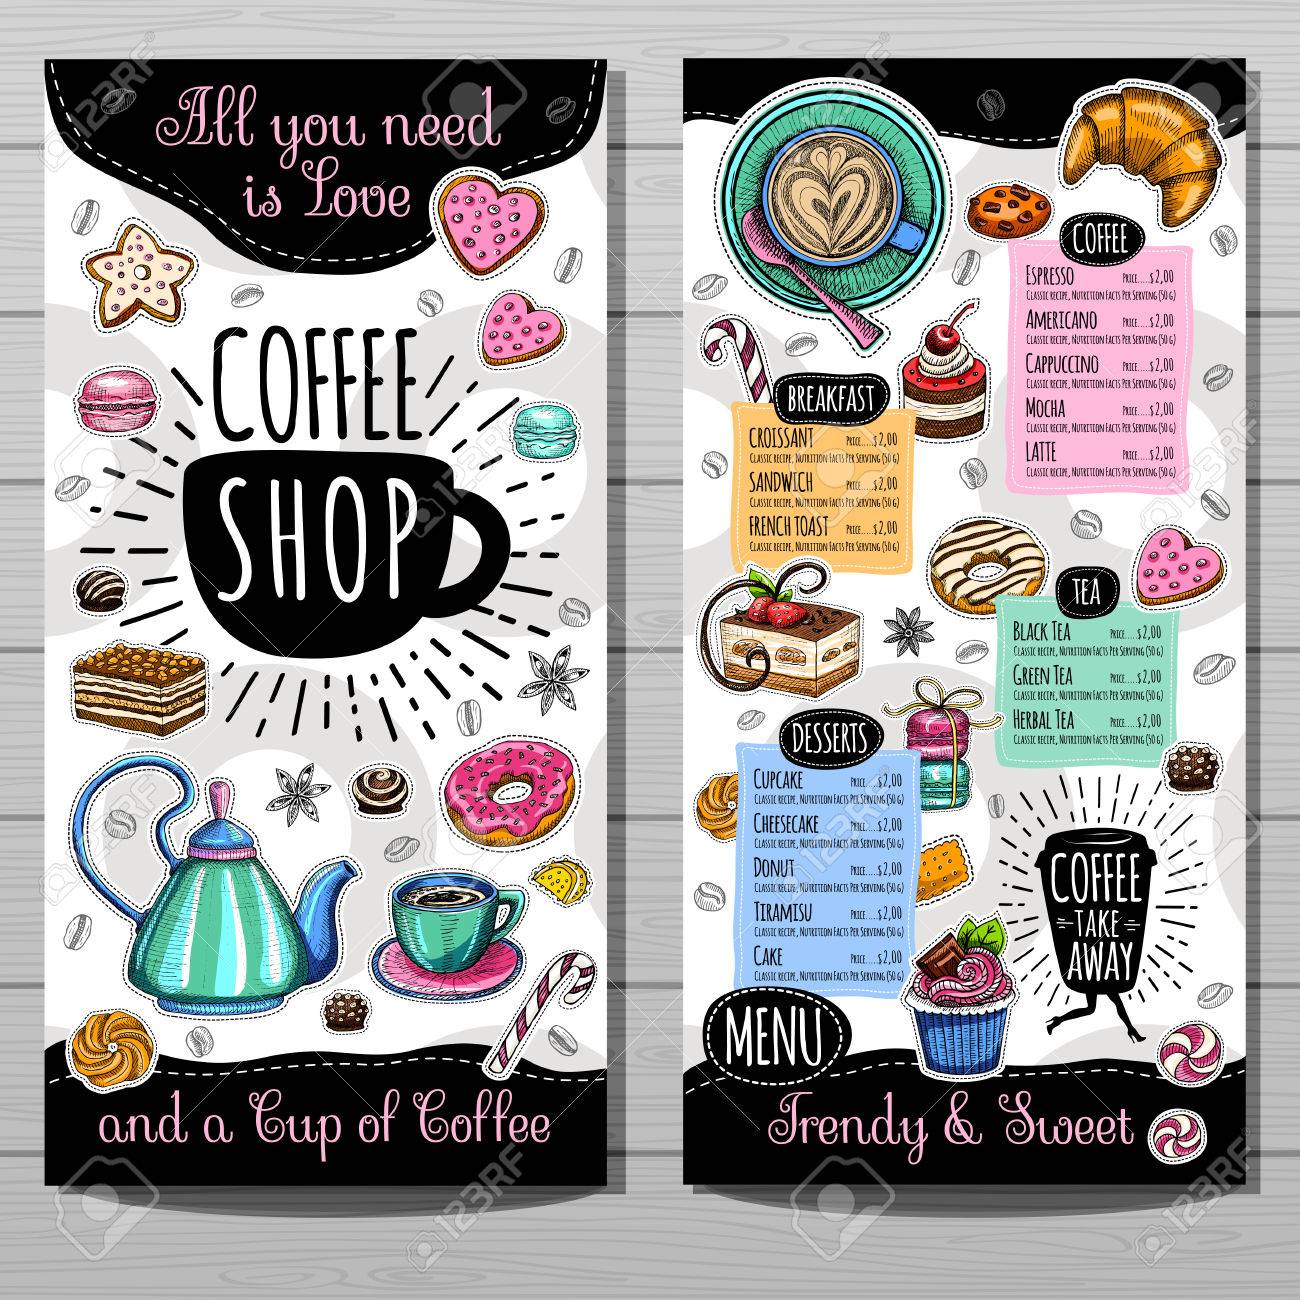 All you need
is Love
COFFEE
SHOP
and a Cup of Coffee
COFFEE
ESPRESSO PRICE.....$2,00
CLASSIC RECIPE, NUTRITION FACTS PER SERVING (50 G)
AMERICANO PRICE.....$2,00
CLASSIC RECIPE, NUTRITION FACTS PER SERVING (50 G)
CAPPUCCINO PRICE.....$2,00
CLASSIC RECIPE, NUTRITION FACTS PER SERVING (50 G)
MOCHA PRICE.....$2,00
CLASSIC RECIPE, NUTRITION FACTS PER SERVING (50 G)
LATTE PRICE.....$2,00
CLASSIC RECIPE, NUTRITION FACTS PER SERVING (50 G)
BREAKFAST
CROISSANT PRICE.....$2,00
CLASSIC RECIPE, NUTRITION FACTS PER SERVING (50 G)
SANDWICH PRICE.....$2,00
CLASSIC RECIPE, NUTRITION FACTS PER SERVING (50 G)
FRENCH TOAST PRICE.....$2,00
CLASSIC RECIPE, NUTRITION FACTS PER SERVING (50 G)
TEA
BLACK TEA PRICE.....$2,00
CLASSIC RECIPE, NUTRITION FACTS PER SERVING (50 G)
GREEN TEA PRICE.....$2,00
CLASSIC RECIPE, NUTRITION FACTS PER SERVING (50 G)
HERBAL TEA PRICE.....$2,00
CLASSIC RECIPE, NUTRITION FACTS PER SERVING (50 G)
DESSERTS
CUPCAKE PRICE.....$2,00
CLASSIC RECIPE, NUTRITION FACTS PER SERVING (50 G)
CHEESECAKE PRICE.....$2,00
CLASSIC RECIPE, NUTRITION FACTS PER SERVING (50 G)
DONUT PRICE.....$2,00
CLASSIC RECIPE, NUTRITION FACTS PER SERVING (50 G)
TIRAMISU PRICE.....$2,00
CLASSIC RECIPE, NUTRITION FACTS PER SERVING (50 G)
CAKE PRICE.....$2,00
CLASSIC RECIPE, NUTRITION FACTS PER SERVING (50 G)
COFFEE
TAKE
AWAY
MENU
Trendy & Sweet
123RF